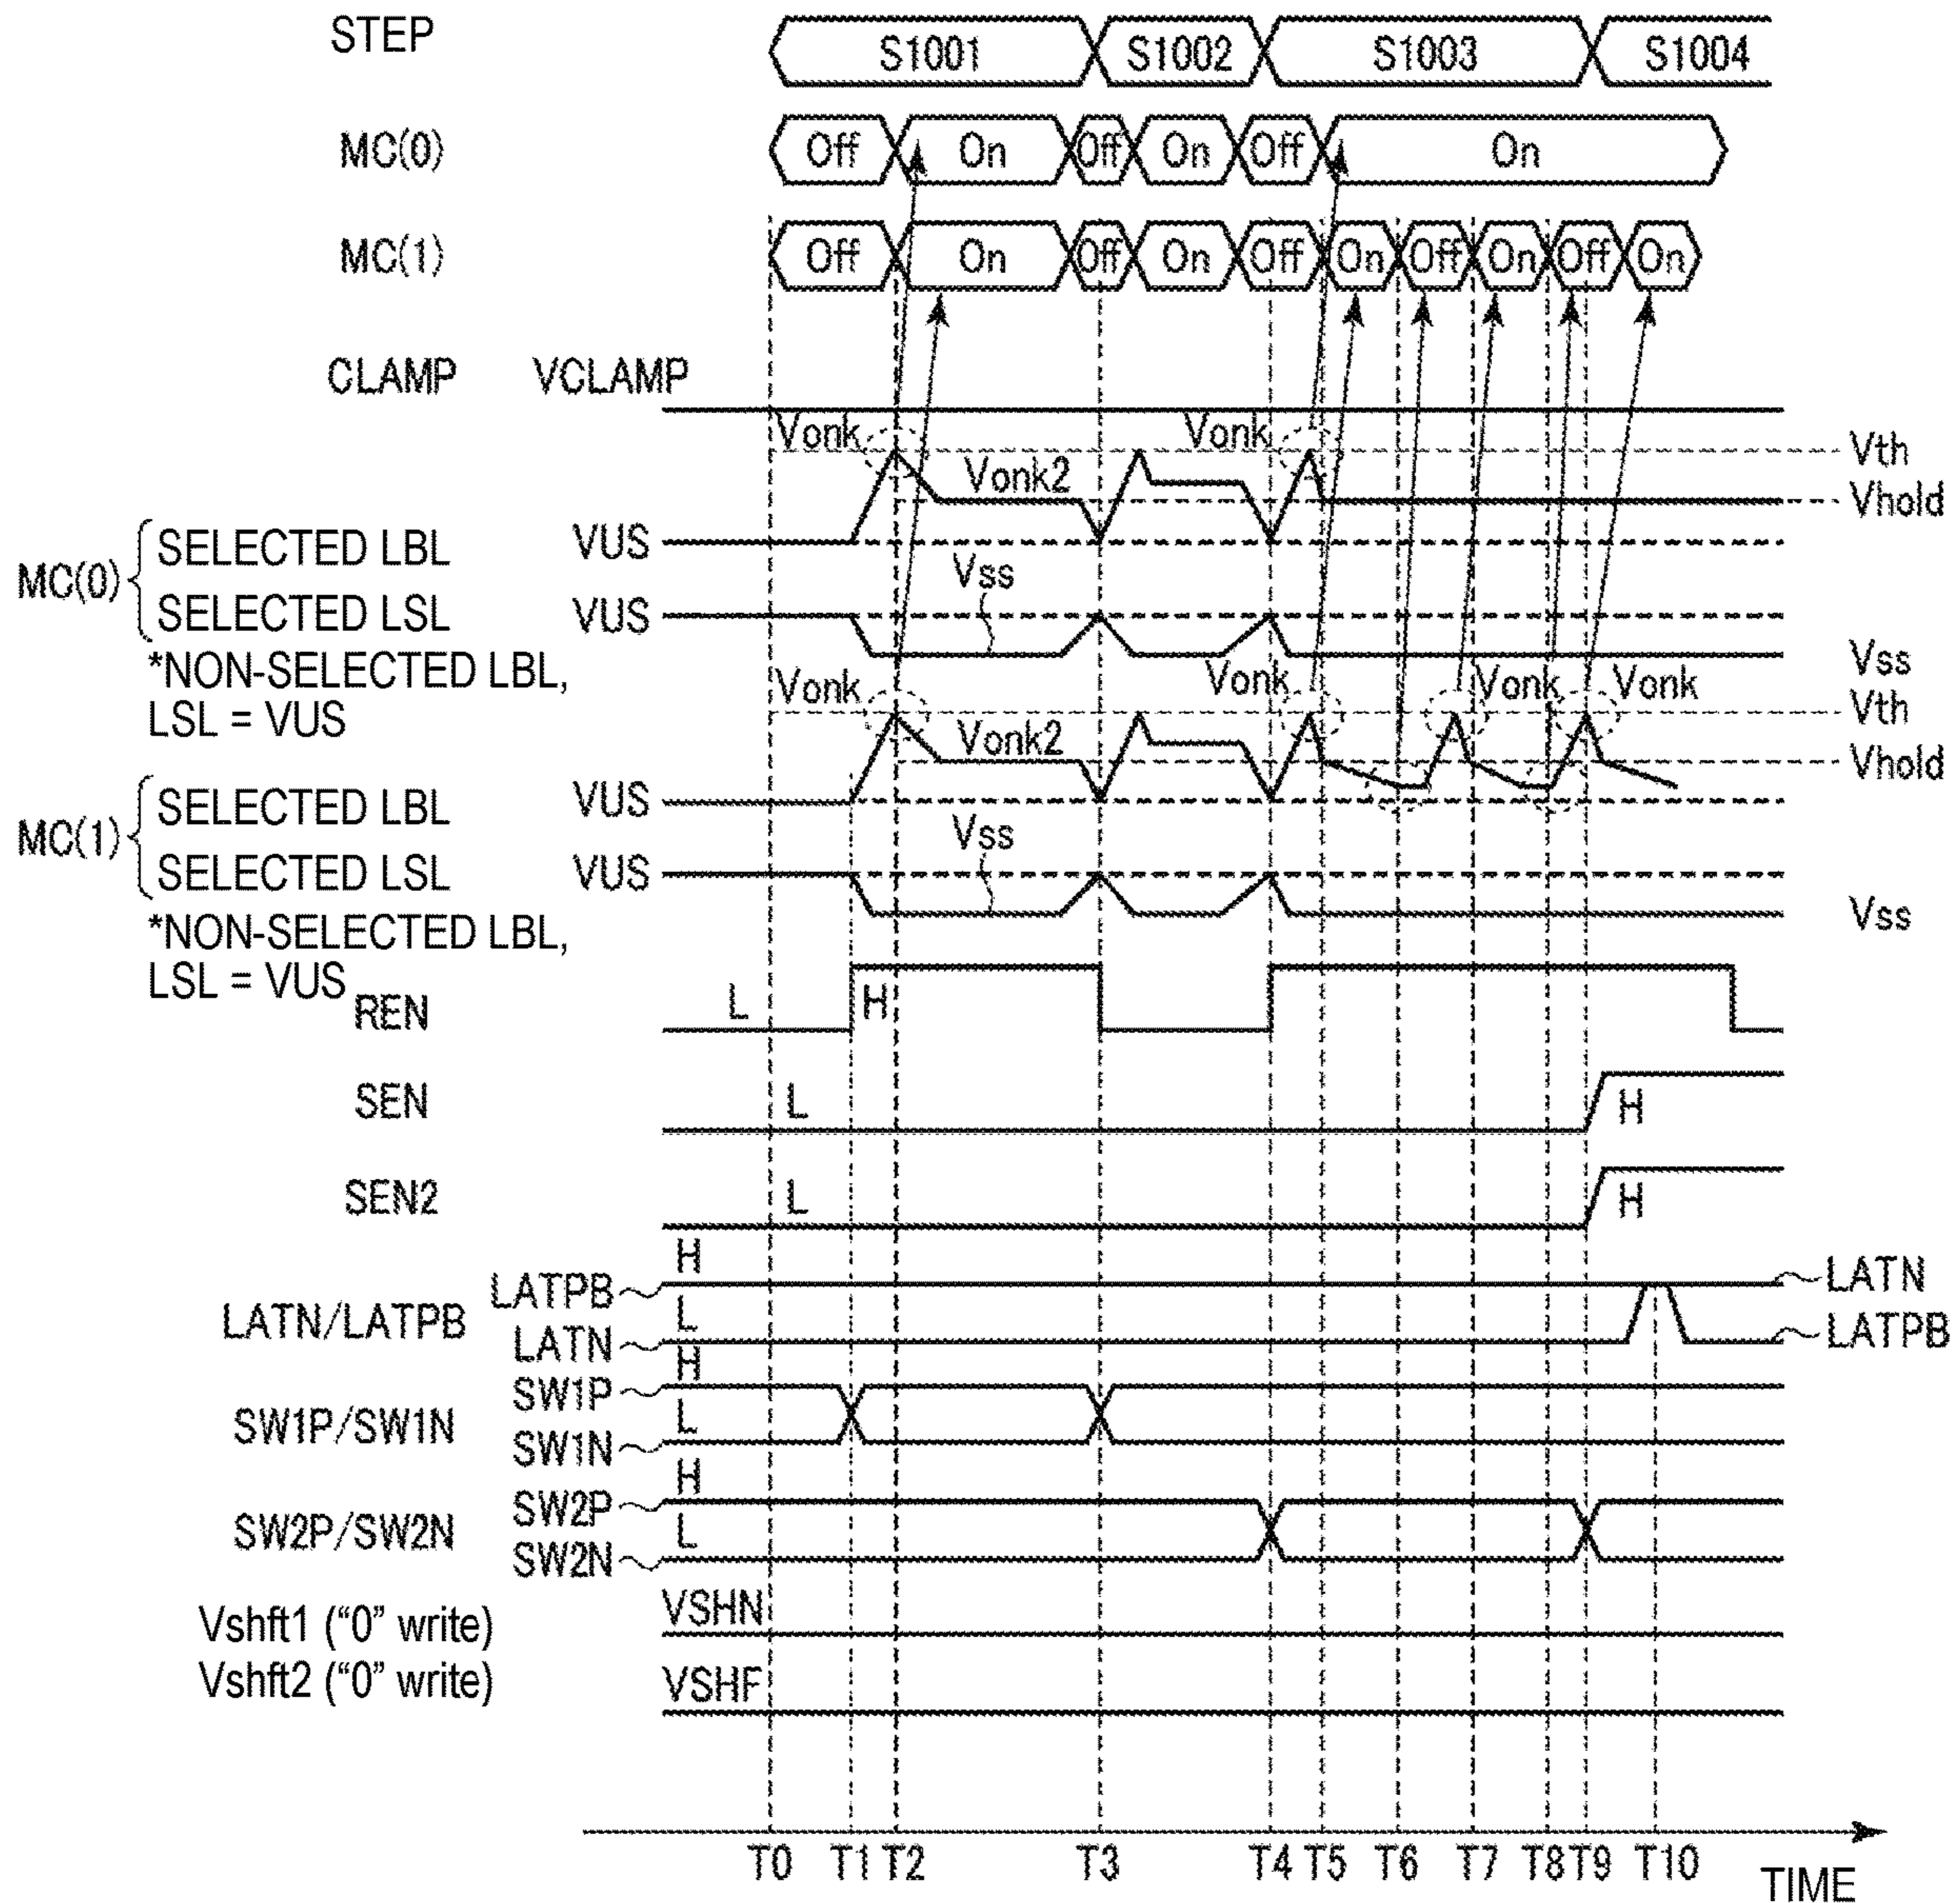 STEP S1001 S1002 S1003 S1004
MC(0) Off On Off On Off On
MC(1) Off On Off On Off On Off On Off On
CLAMP VCLAMP
Vonk Vonk Vth
Vonk2 Vhold
MC(0) SELECTED LBL VUS
Vss
SELECTED LSL VUS
*NON-SELECTED LBL, Vss
LSL = VUS Vonk Vonk Vonk Vonk Vth
Vonk2 Vhold
MC(1) SELECTED LBL VUS
Vss
SELECTED LSL VUS
*NON-SELECTED LBL, Vss
LSL = VUS
REN L H
SEN L H
SEN2 L H
H
LATPB LATN
LATN/LATPB L
LATN LATPB
H
SW1P
SW1P/SW1N L
SW1N
H
SW2P
SW2P/SW2N L
SW2N
Vshft1 (“0” write) VSHN
Vshft2 (“0” write) VSHF
T0 T1 T2 T3 T4 T5 T6 T7 T8 T9 T10
TIME